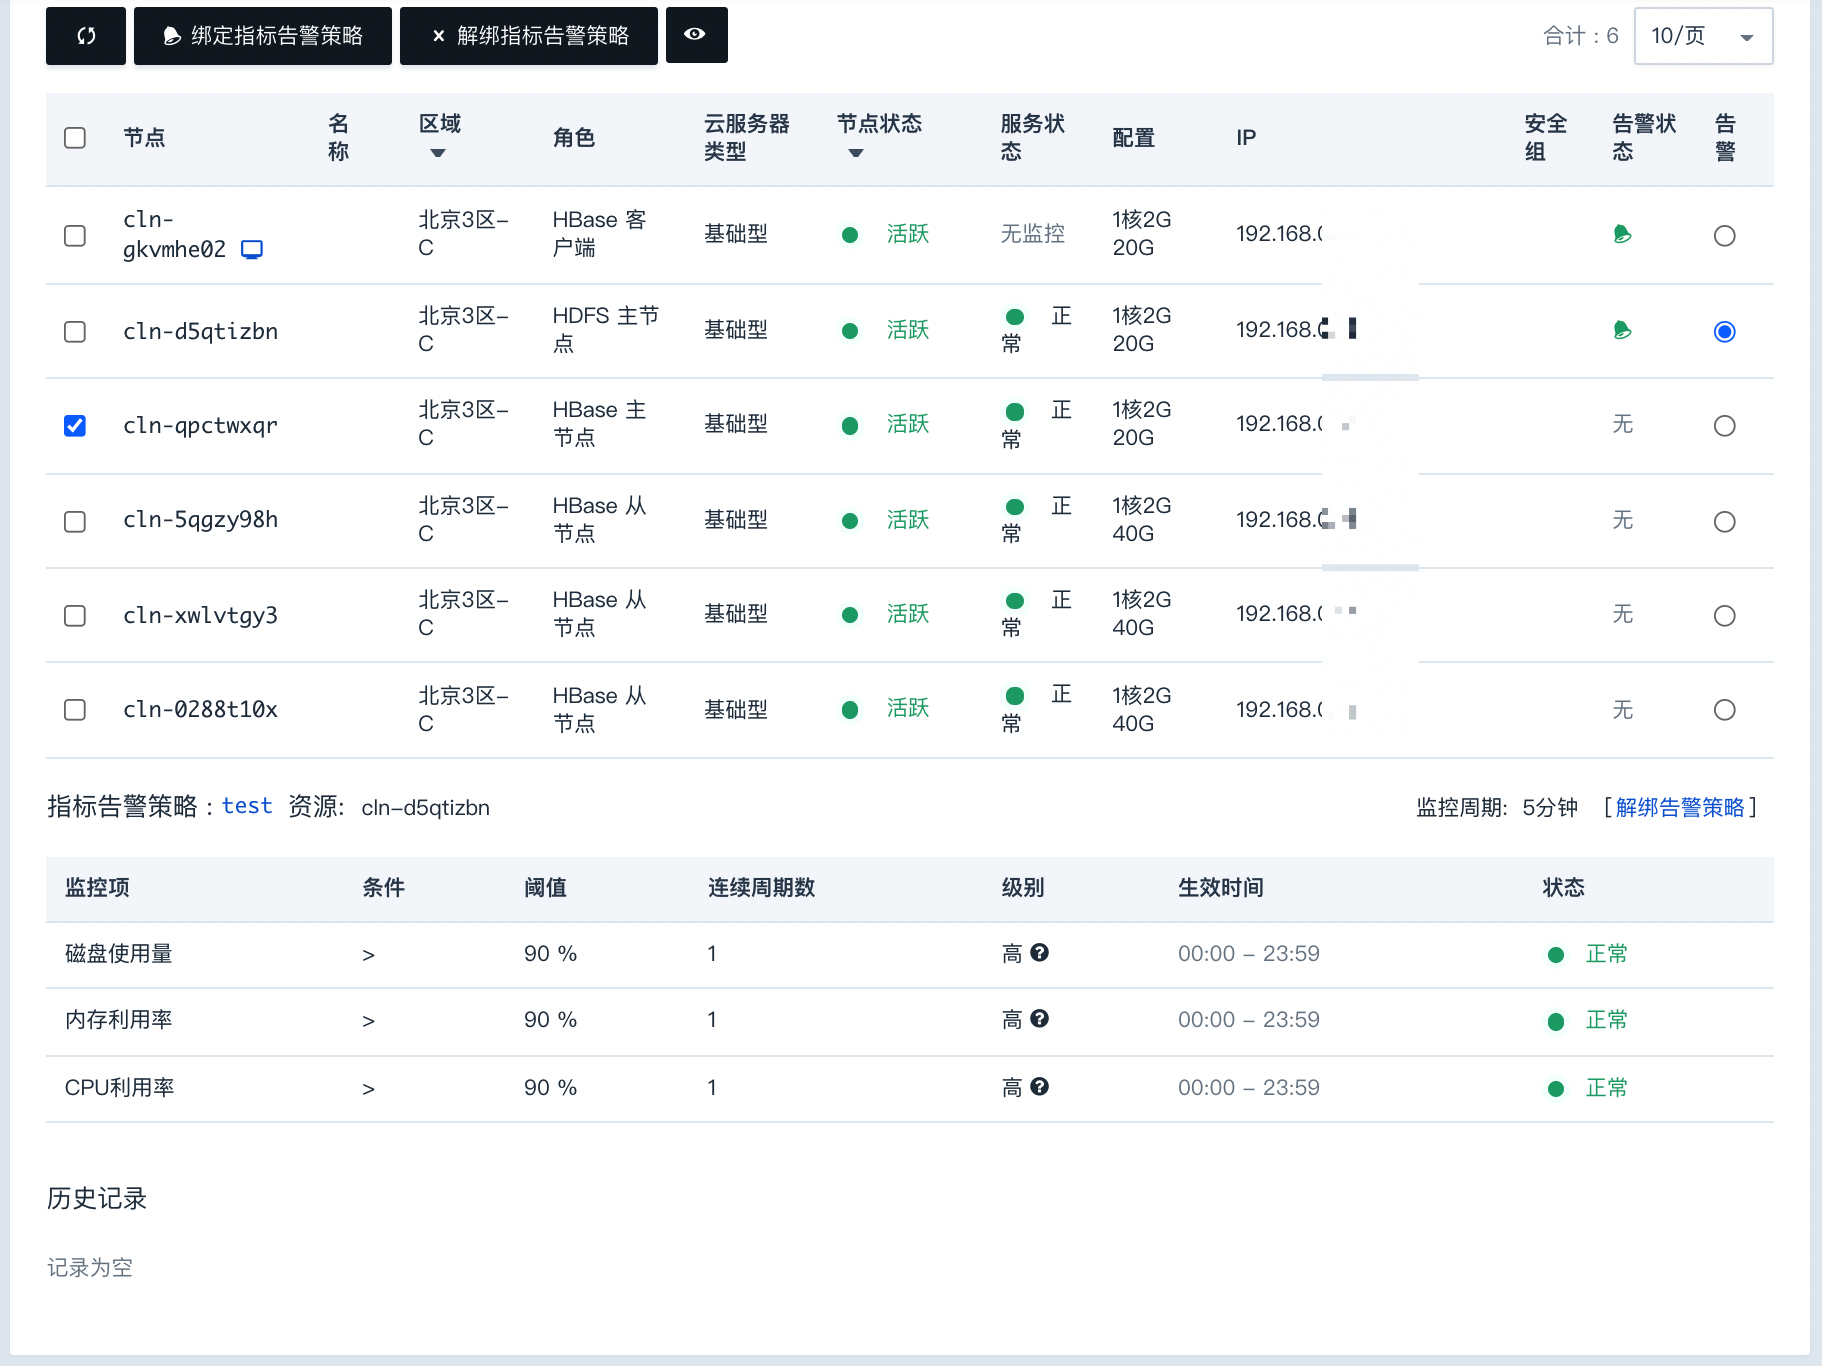 绑定指标告警策略 × 解绑指标告警策略 合计：6 10/页
节点 名称 区域 角色 云服务器类型 节点状态 服务状态 配置 IP 安全组 告警状态 告警
cln-gkvmhe02 北京3区-C HBase 客户端 基础型 活跃 无监控 1核2G 20G 192.168.
cln-d5qtizbn 北京3区-C HDFS 主节点 基础型 活跃 正常 1核2G 20G 192.168.
cln-qpctwxqr 北京3区-C HBase 主节点 基础型 活跃 正常 1核2G 20G 192.168. 无
cln-5qgzy98h 北京3区-C HBase 从节点 基础型 活跃 正常 1核2G 40G 192.168. 无
cln-xwlvtgy3 北京3区-C HBase 从节点 基础型 活跃 正常 1核2G 40G 192.168. 无
cln-0288t10x 北京3区-C HBase 从节点 基础型 活跃 正常 1核2G 40G 192.168. 无
指标告警策略：test 资源: cln-d5qtizbn 监控周期: 5分钟 [解绑告警策略]
监控项 条件 阈值 连续周期数 级别 生效时间 状态
磁盘使用量 > 90 % 1 高 ? 00:00 - 23:59 正常
内存利用率 > 90 % 1 高 ? 00:00 - 23:59 正常
CPU利用率 > 90 % 1 高 ? 00:00 - 23:59 正常
历史记录
记录为空